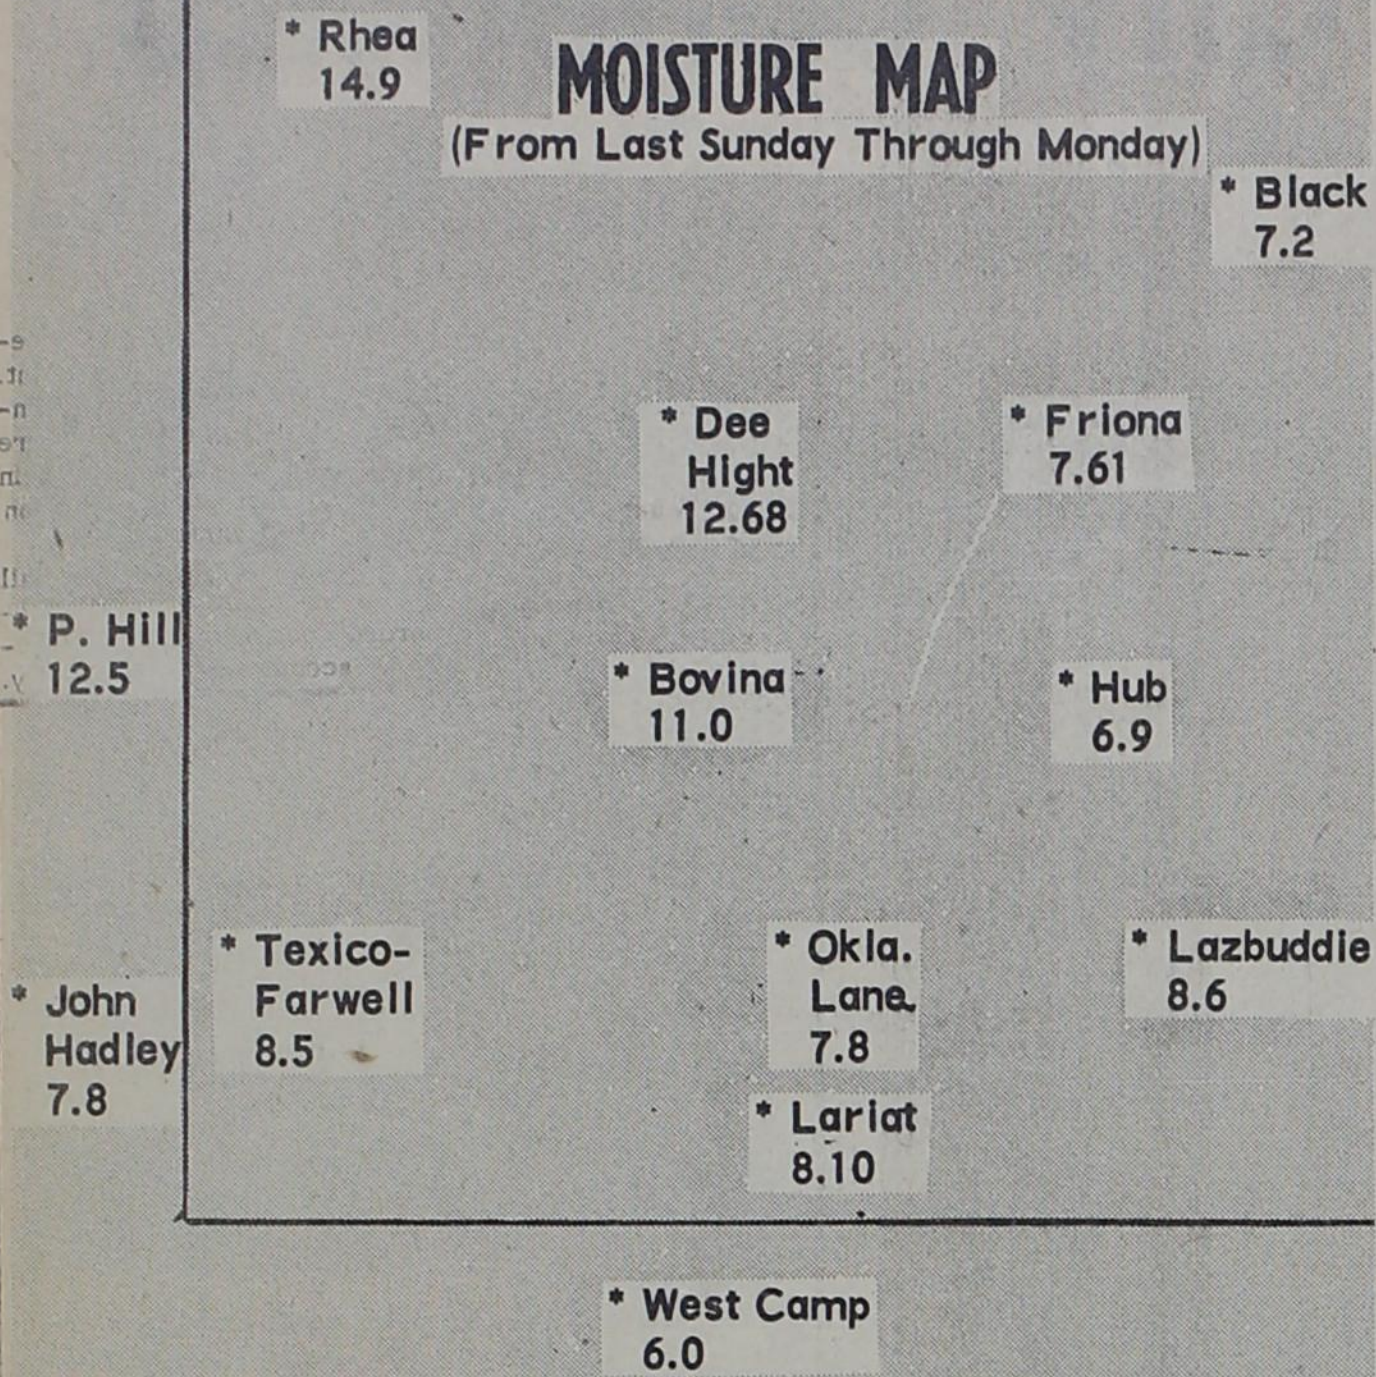 * Rhea
14.9
MOISTURE MAP
(From Last Sunday Through Monday)
* Black
7.2
* Dee
Hight
12.68
* Friona
7.61
* P. Hill
12.5
* Bovina
11.0
* Hub
6.9
* Texico-
Farwell
8.5
* John
Hadley
7.8
* Okla.
Lane
7.8
* Lazbuddie
8.6
* Lariat
8.10
* West Camp
6.0